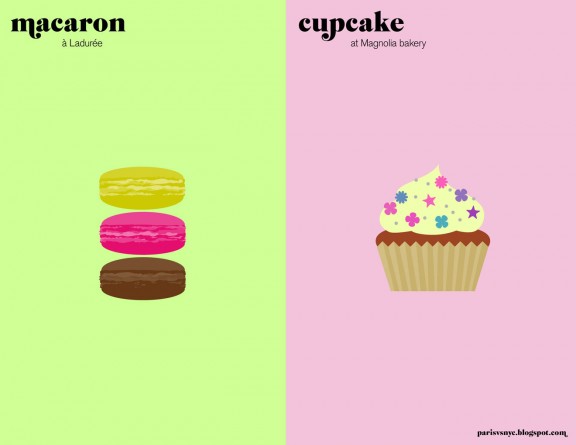 macaron
à Ladurée
cupcake
at Magnolia bakery
parisvsnyc.blogspot.com